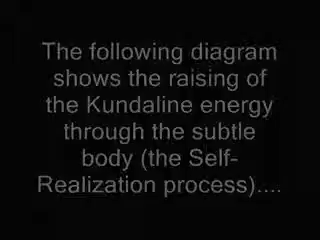 The following diagram
shows the raising of
the Kundaline energy
through the subtle
body (the Self-
Realization process)....